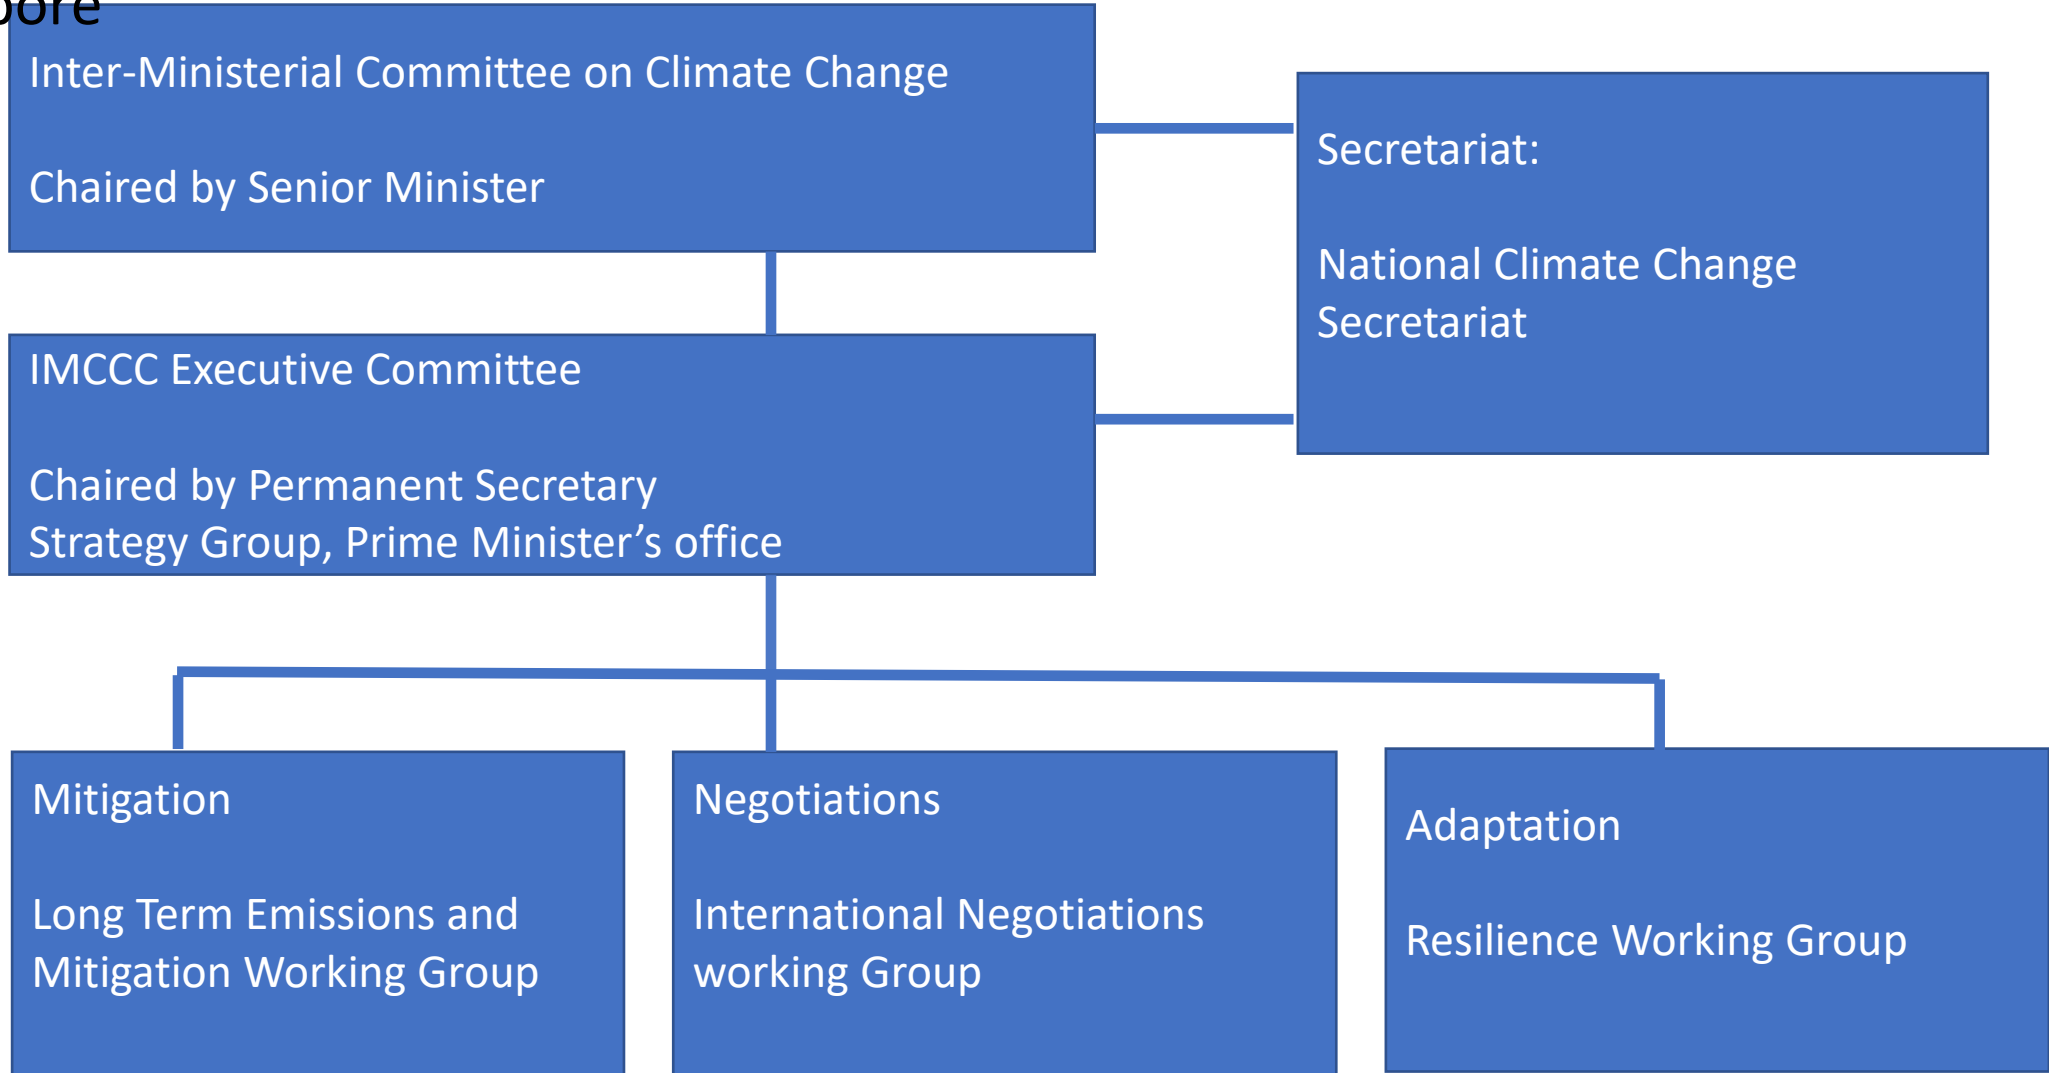 Inter-Ministerial Committee on Climate Change
Chaired by Senior Minister
Secretariat:
National Climate Change
Secretariat
IMCCC Executive Committee
Chaired by Permanent Secretary
Strategy Group, Prime Minister’s office
Mitigation
Long Term Emissions and
Mitigation Working Group
Negotiations
International Negotiations
working Group
Adaptation
Resilience Working Group